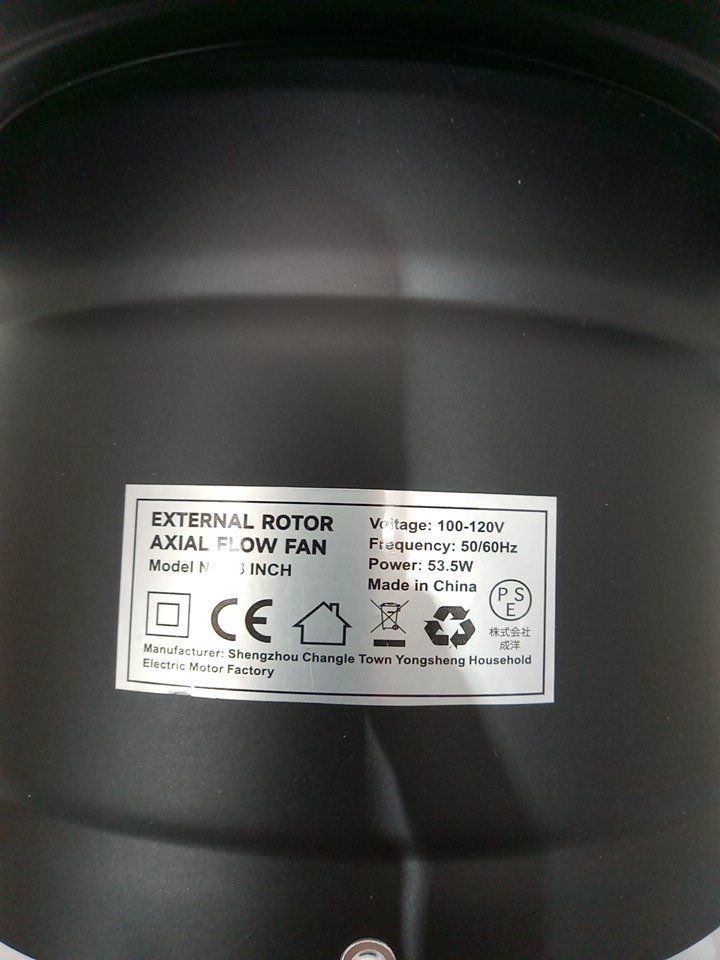 EXTERNAL ROTOR
AXIAL FLOW FAN
Model INCH
Voltage: 100-120V
Frequency: 50/60Hz
Power: 53.5W
Made in China
CE
P S
E
株式会社
成洋
Manufacturer: Shengzhou Changle Town Yongsheng Household
Electric Motor Factory